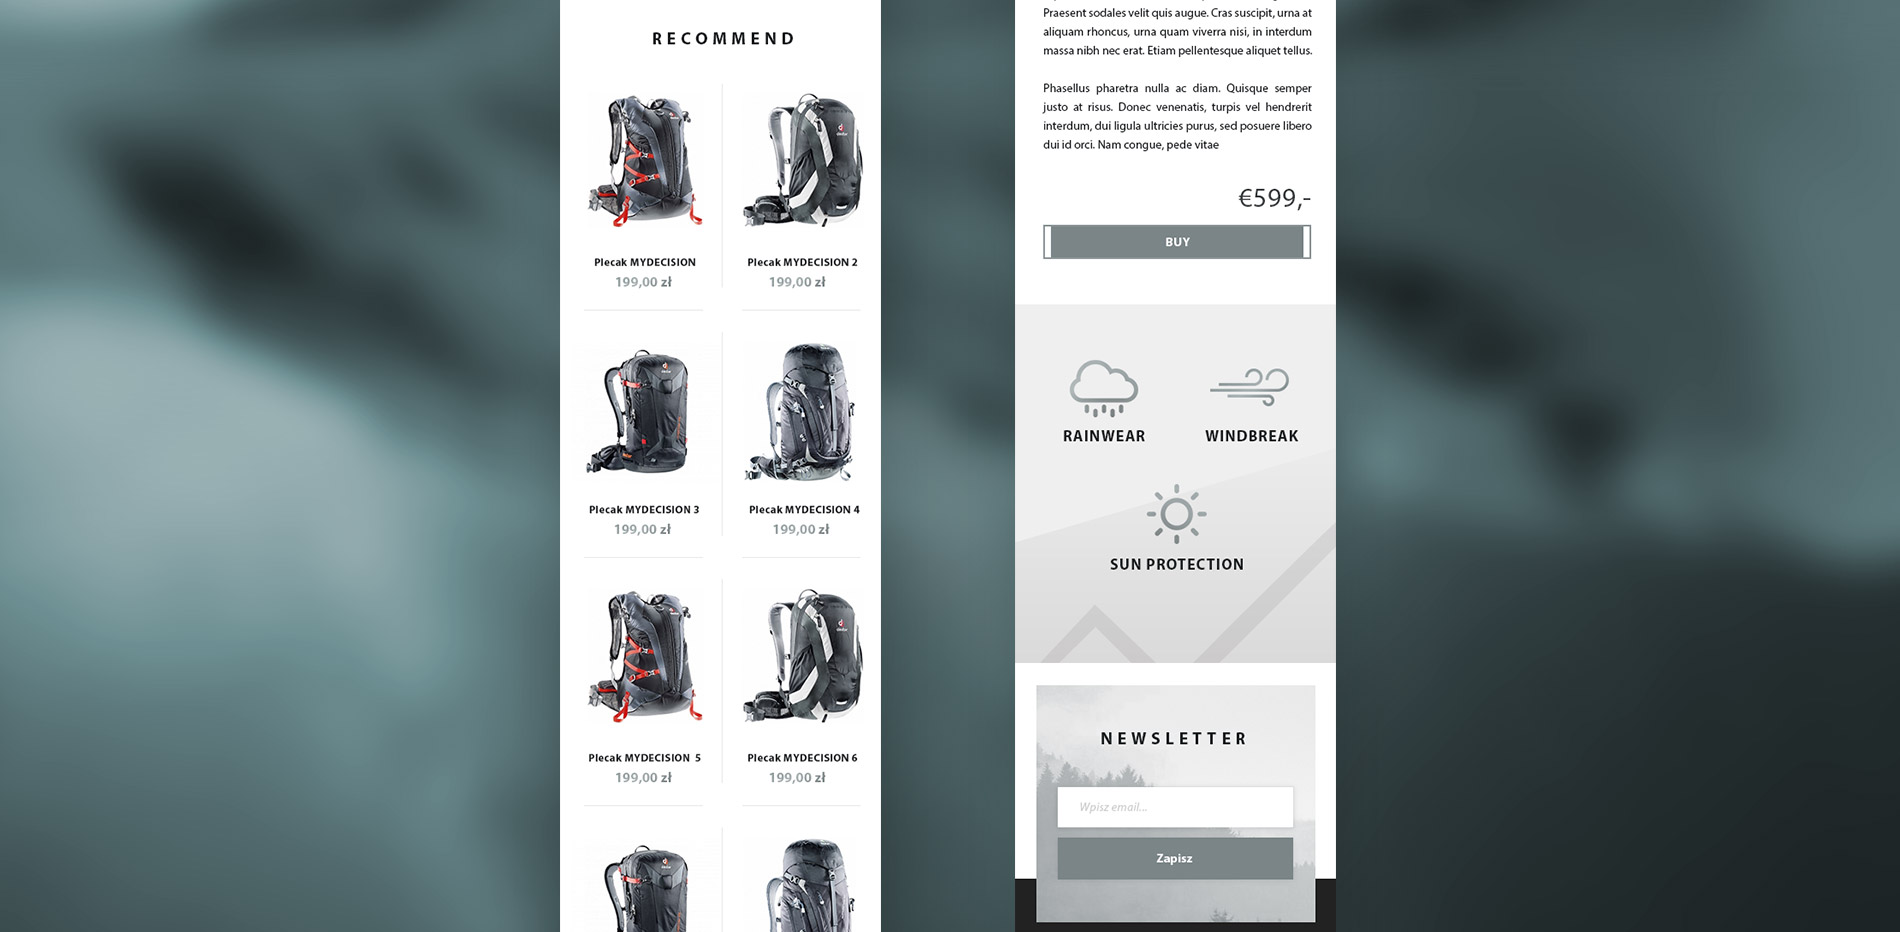 RECOMMEND
Plecak MYDECISION
199,00 zł
Plecak MYDECISION 2
199,00 zł
Plecak MYDECISION 3
199,00 zł
Plecak MYDECISION 4
199,00 zł
Plecak MYDECISION 5
199,00 zł
Plecak MYDECISION 6
199,00 zł
Praesent sodales velit quis augue. Cras suscipit, urna at
aliquam rhoncus, urna quam viverra nisi, in interdum
massa nibh nec erat. Etiam pellentesque aliquet tellus.
Phasellus pharetra nulla ac diam. Quisque semper
justo at risus. Donec venenatis, turpis vel hendrerit
interdum, dui ligula ultricies purus, sed posuere libero
dui id orci. Nam congue, pede vitae
€599,-
BUY
RAINWEAR
WINDBREAK
SUN PROTECTION
NEWSLETTER
Wpisz email...
Zapisz